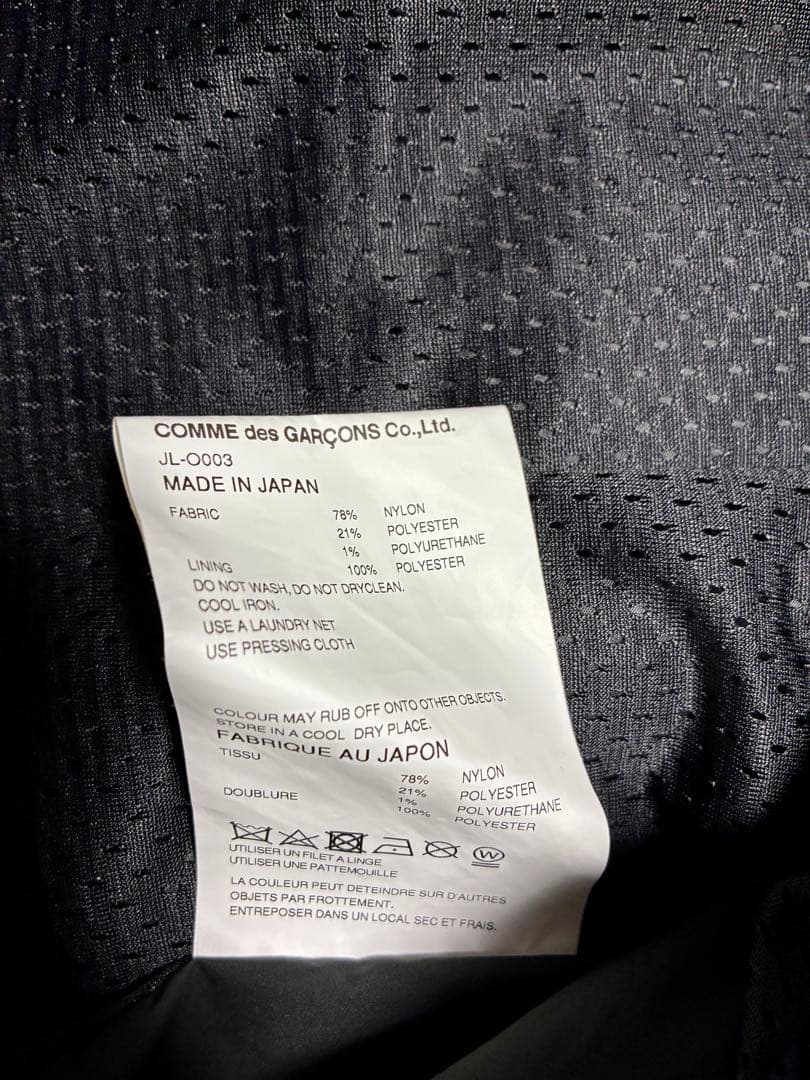 COMME des GARÇONS Co.,Ltd.
JL-O003
MADE IN JAPAN
FABRIC 78% NYLON
21% POLYESTER
1% POLYURETHANE
LINING 100% POLYESTER
DO NOT WASH, DO NOT DRYCLEAN.
COOL IRON.
USE A LAUNDRY NET
USE PRESSING CLOTH
COLOUR MAY RUB OFF ONTO OTHER OBJECTS.
STORE IN A COOL DRY PLACE.
FABRIQUE AU JAPON
TISSU 78% NYLON
21% POLYESTER
1% POLYURETHANE
DOUBLURE 100% POLYESTER
W
UTILISER UN FILET A LINGE
UTILISER UNE PATTEMOUILLE
LA COULEUR PEUT DETEINDRE SUR D'AUTRES
OBJETS PAR FROTTEMENT.
ENTREPOSER DANS UN LOCAL SEC ET FRAIS.